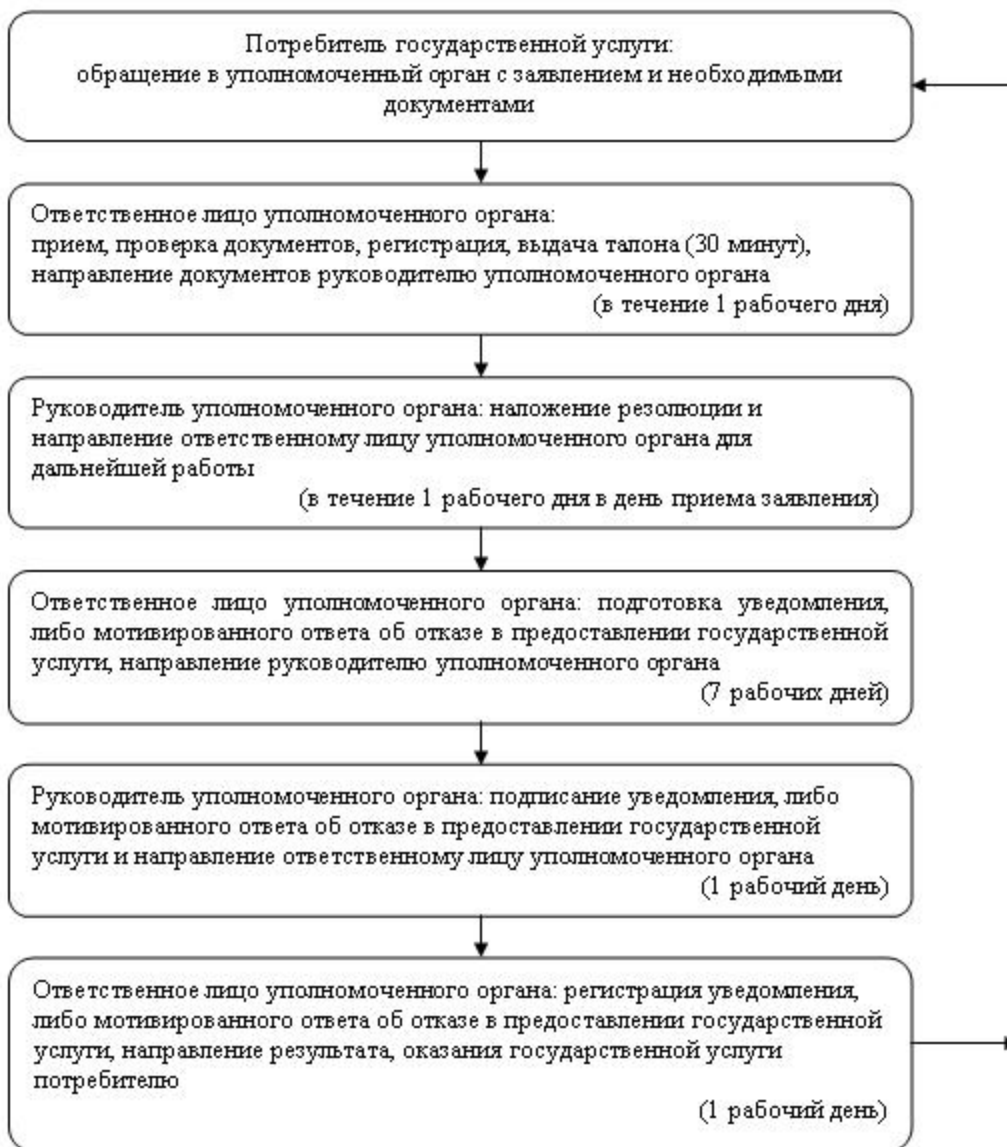 Потребитель государственной услуги:
обращение в уполномоченный орган с заявлением и необходимыми
документами
Ответственное лицо уполномоченного органа:
прием, проверка документов, регистрация, выдача талона (30 минут),
направление документов руководителю уполномоченного органа
(в течение 1 рабочего дня)
Руководитель уполномоченного органа: наложение резолюции и
направление ответственному лицу уполномоченного органа для
дальнейшей работы
(в течение 1 рабочего дня в день приема заявления)
Ответственное лицо уполномоченного органа: подготовка уведомления,
либо мотивированного ответа об отказе в предоставлении государственной
услуги, направление руководителю уполномоченного органа
(7 рабочих дней)
Руководитель уполномоченного органа: подписание уведомления, либо
мотивированного ответа об отказе в предоставлении государственной
услуги и направление ответственному лицу уполномоченного органа
(1 рабочий день)
Ответственное лицо уполномоченного органа: регистрация уведомления,
либо мотивированного ответа об отказе в предоставлении государственной
услуги, направление результата, оказания государственной услуги
потребителю
(1 рабочий день)